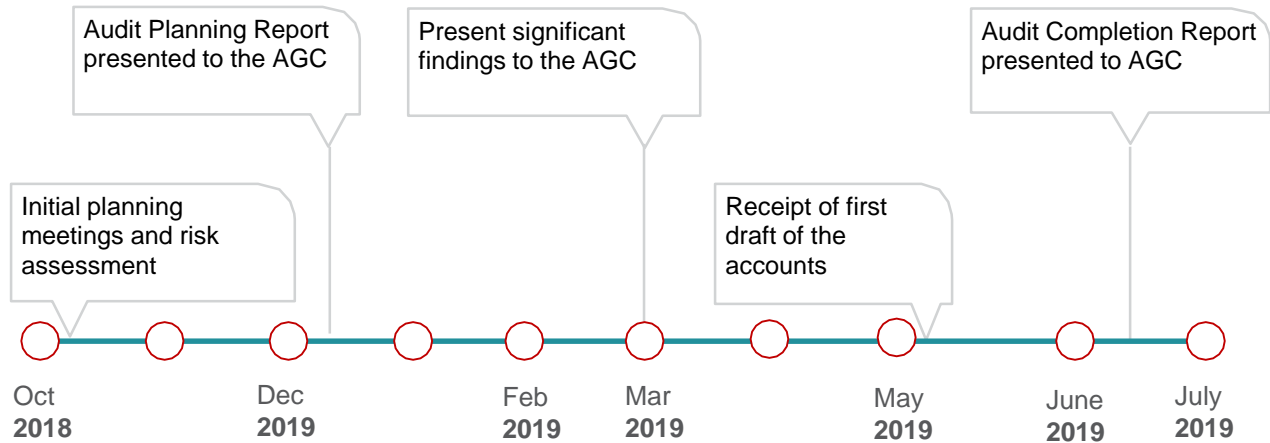 Audit Planning Report
presented to the AGC
Present significant
findings to the AGC
Audit Completion Report
presented to AGC
Initial planning
meetings and risk
assessment
Receipt of first
draft of the
accounts
Oct
2018
Dec
2019
Feb
2019
Mar
2019
May
2019
June
2019
July
2019